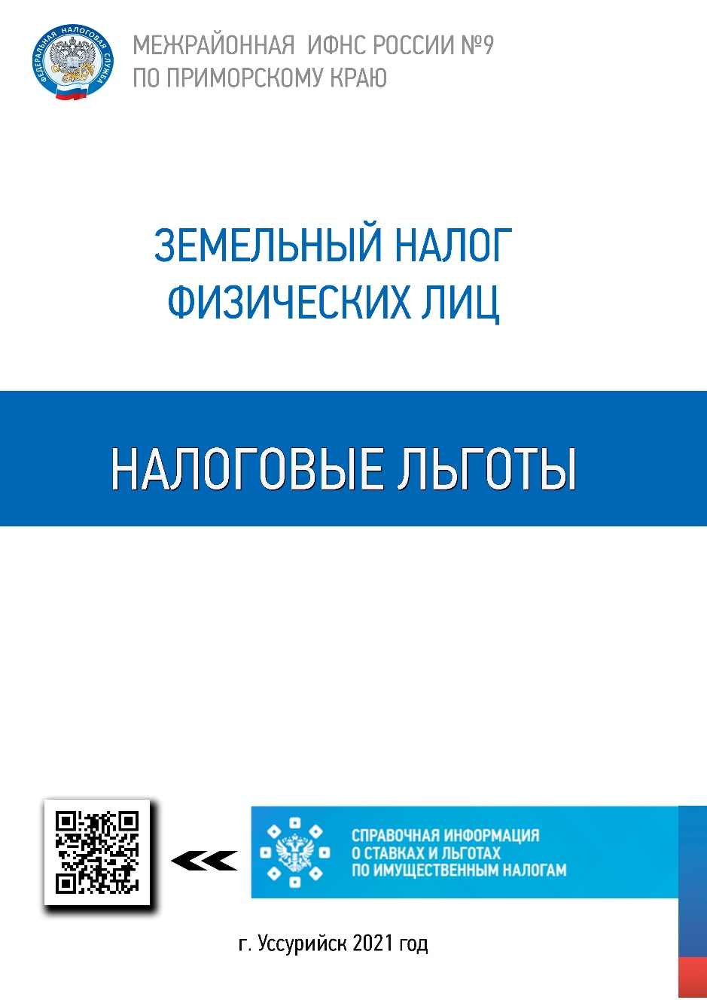 ФЕДЕРАЛЬНАЯ НАЛОГОВАЯ СЛУЖБА
МЕЖРАЙОННАЯ ИФНС РОССИИ №9
ПО ПРИМОРСКОМУ КРАЮ
ЗЕМЕЛЬНЫЙ НАЛОГ
ФИЗИЧЕСКИХ ЛИЦ
НАЛОГОВЫЕ ЛЬГОТЫ
СПРАВОЧНАЯ ИНФОРМАЦИЯ
О СТАВКАХ И ЛЬГОТАХ
ПО ИМУЩЕСТВЕННЫМ НАЛОГАМ
г. Уссурийск 2021 год